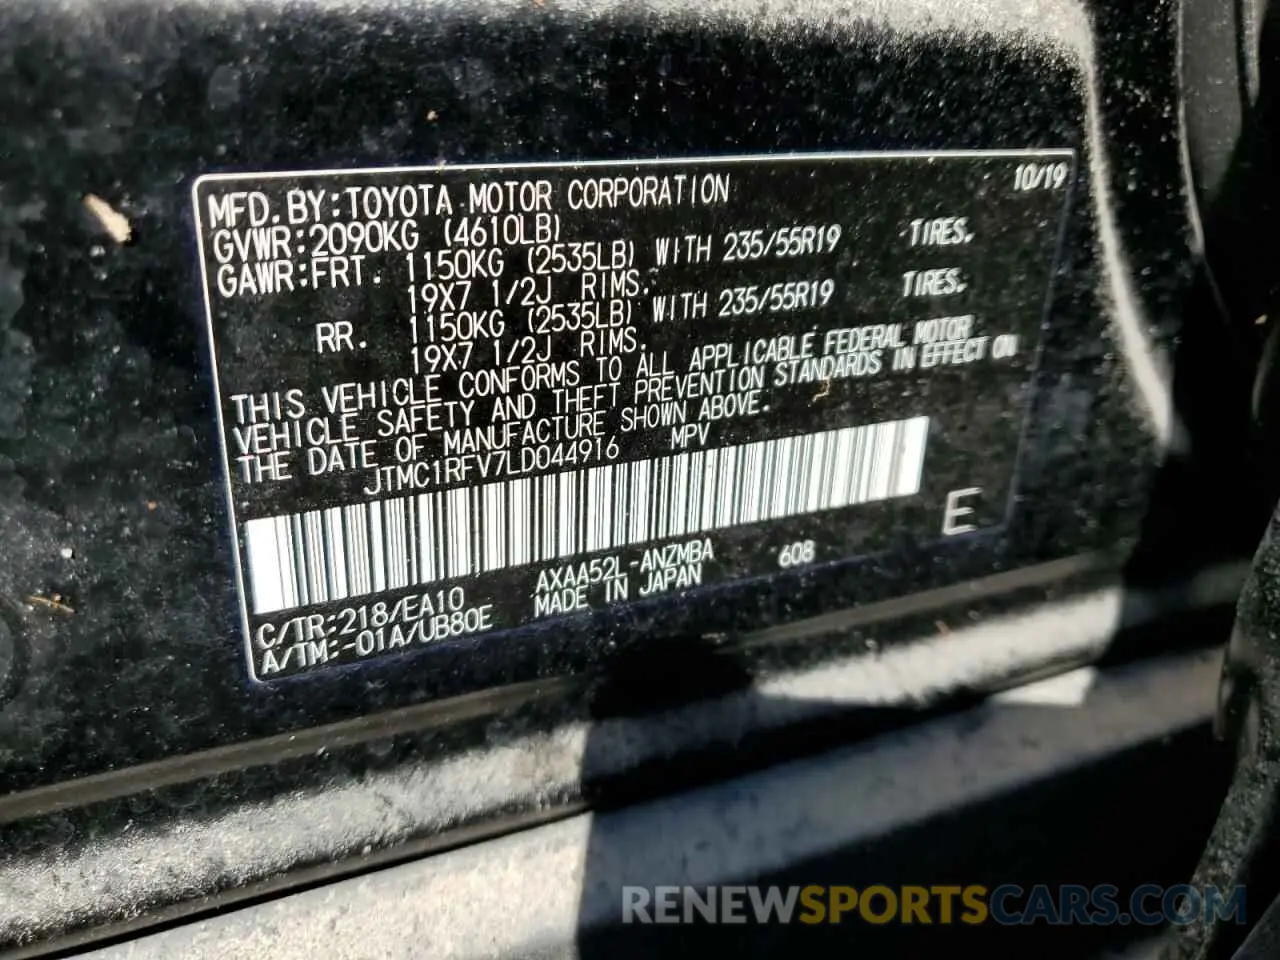 10/19
MFD.BY:TOYOTA MOTOR CORPORATION
GVWR:2090KG (4610LB)
GAWR:FRT. 1150KG (2535LB) WITH 235/55R19 TIRES.
19X7 1/2J RIMS.
RR. 1150KG (2535LB) WITH 235/55R19 TIRES.
19X7 1/2J RIMS.
THIS VEHICLE CONFORMS TO ALL APPLICABLE FEDERAL MOTOR
VEHICLE SAFETY AND THEFT PREVENTION STANDARDS IN EFFECT ON
THE DATE OF MANUFACTURE SHOWN ABOVE.
JTMC1RFV7LD044916 MPV
E
C/TR:218/EA10 AXAA52L-ANZMBA 608
A/TM:-01A/UB80E MADE IN JAPAN
RENEWSPORTSCARS.COM